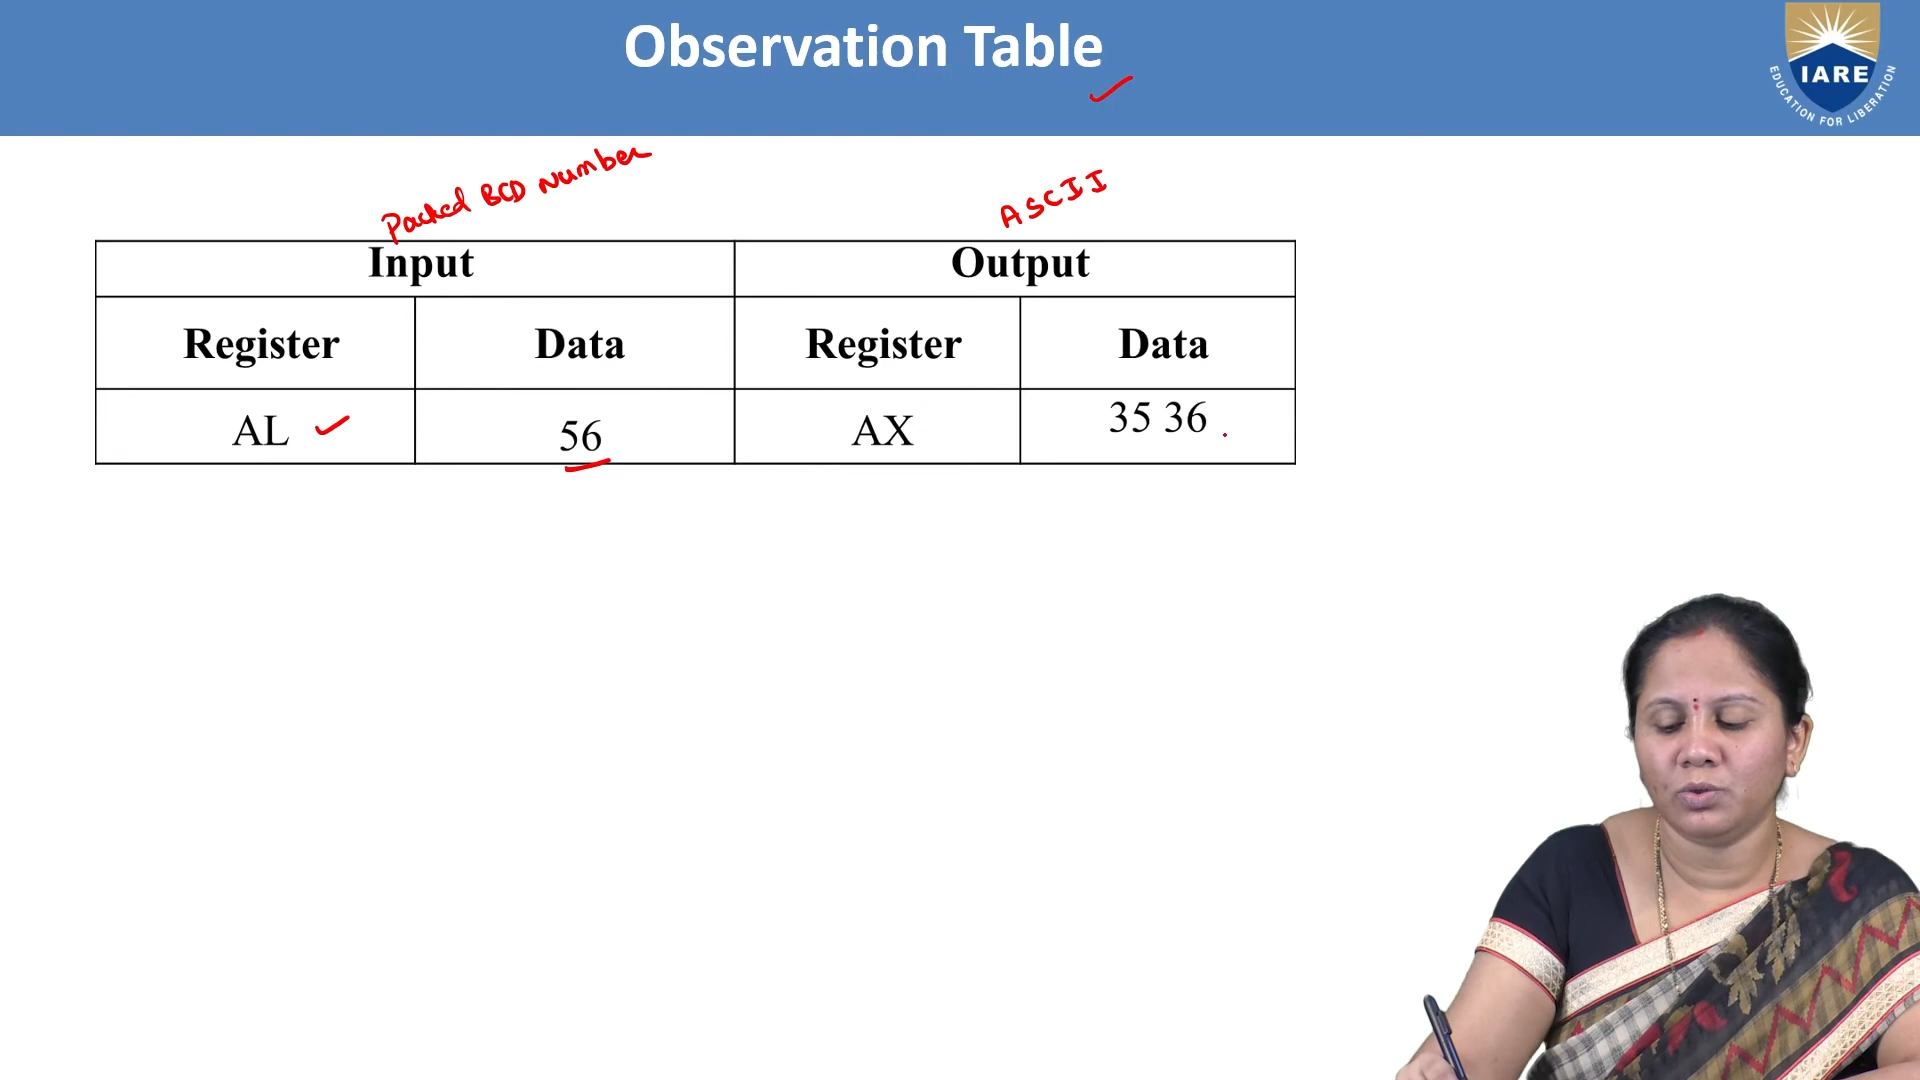 Observation Table
IARE
EDUCATION FOR LIBERATION
Packed BCD Number
ASCII
Input Output
Register Data Register Data
AL 56 AX 35 36